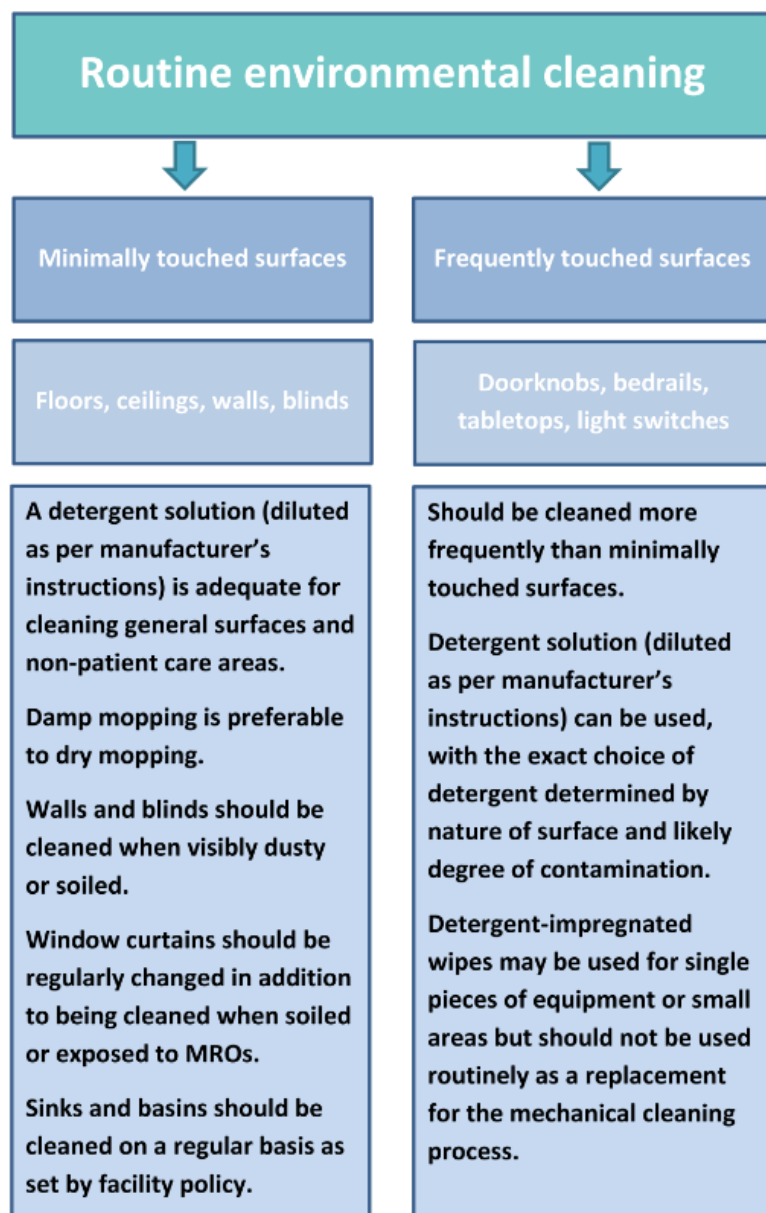 Routine environmental cleaning
Minimally touched surfaces
Floors, ceilings, walls, blinds
A detergent solution (diluted
as per manufacturer’s
instructions) is adequate for
cleaning general surfaces and
non-patient care areas.
Damp mopping is preferable
to dry mopping.
Walls and blinds should be
cleaned when visibly dusty
or soiled.
Window curtains should be
regularly changed in addition
to being cleaned when soiled
or exposed to MROs.
Sinks and basins should be
cleaned on a regular basis as
set by facility policy.
Frequently touched surfaces
Doorknobs, bedrails,
tabletops, light switches
Should be cleaned more
frequently than minimally
touched surfaces.
Detergent solution (diluted
as per manufacturer’s
instructions) can be used,
with the exact choice of
detergent determined by
nature of surface and likely
degree of contamination.
Detergent-impregnated
wipes may be used for single
pieces of equipment or small
areas but should not be used
routinely as a replacement
for the mechanical cleaning
process.